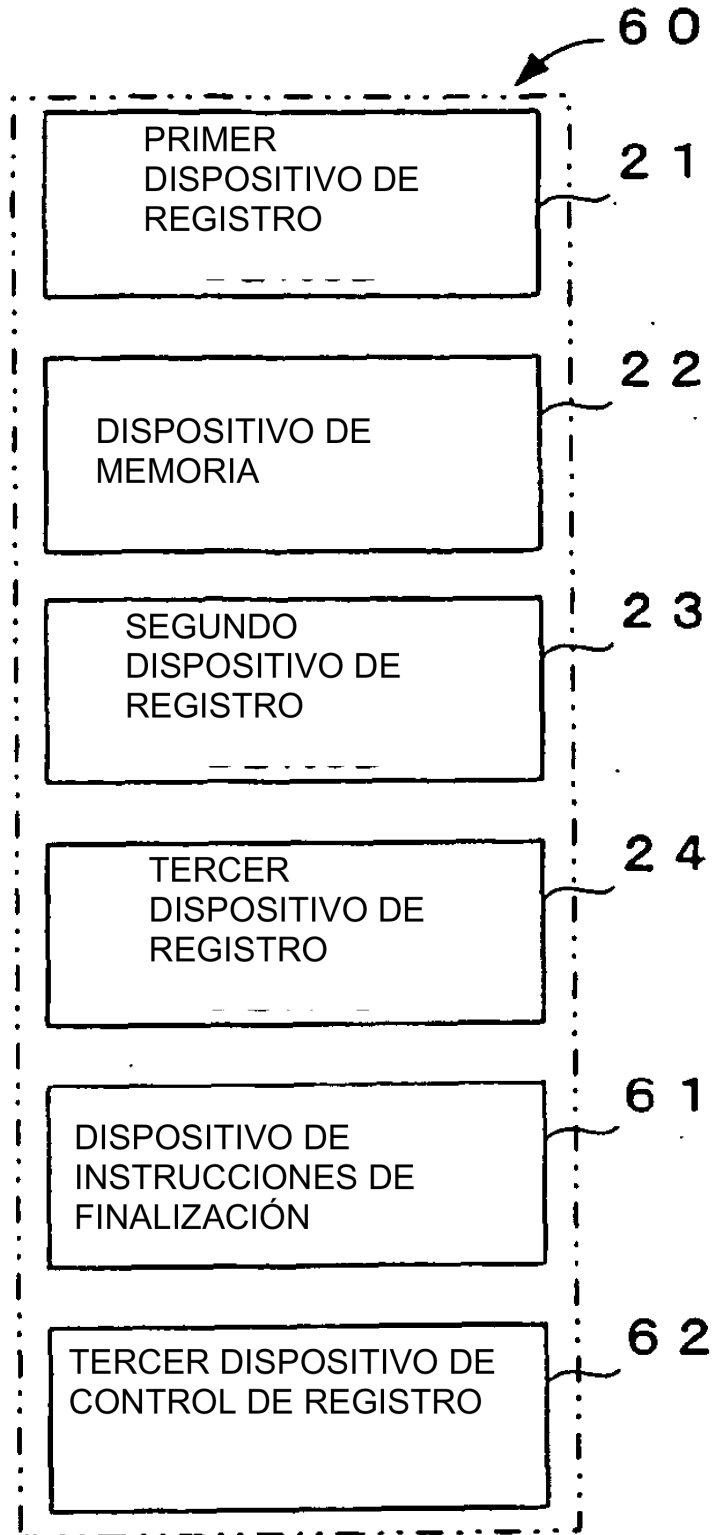 ６０
PRIMER
DISPOSITIVO DE
REGISTRO
２１
DISPOSITIVO DE
MEMORIA
２２
SEGUNDO
DISPOSITIVO DE
REGISTRO
２３
TERCER
DISPOSITIVO DE
REGISTRO
２４
DISPOSITIVO DE
INSTRUCCIONES DE
FINALIZACIÓN
６１
TERCER DISPOSITIVO DE
CONTROL DE REGISTRO
６２